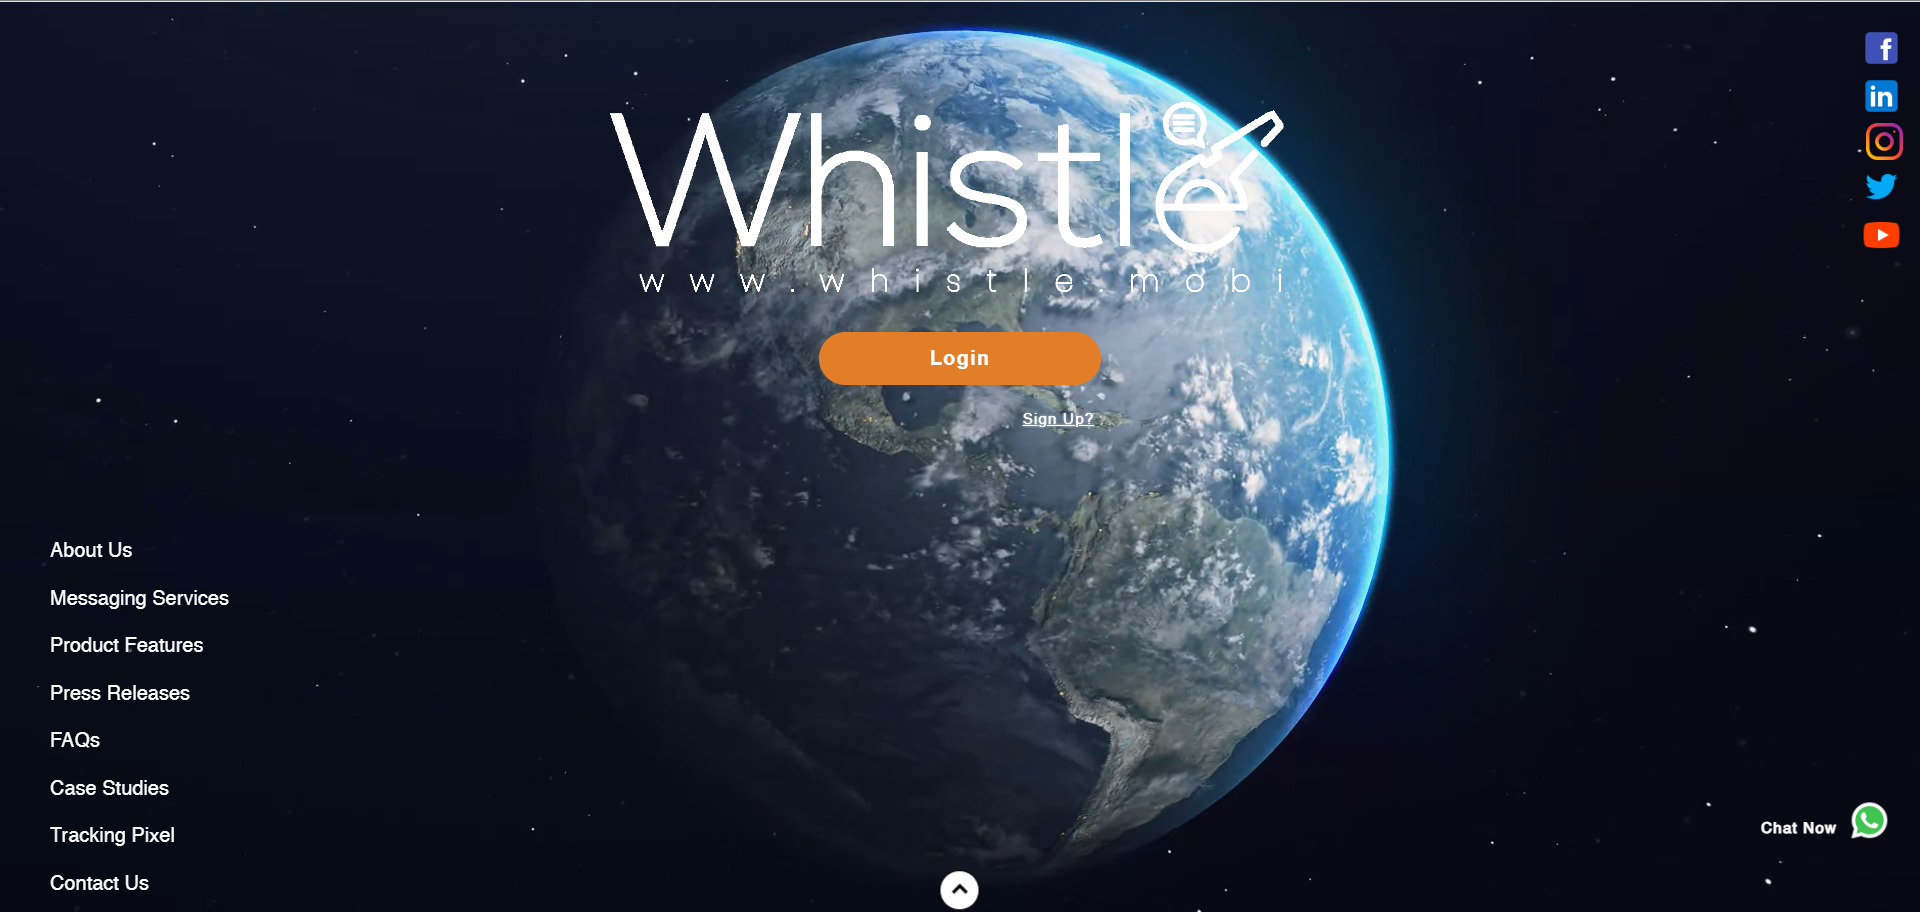 Whistle
www.whistle.mobi
Login
Sign Up?
About Us
Messaging Services
Product Features
Press Releases
FAQs
Case Studies
Tracking Pixel
Contact Us
Chat Now